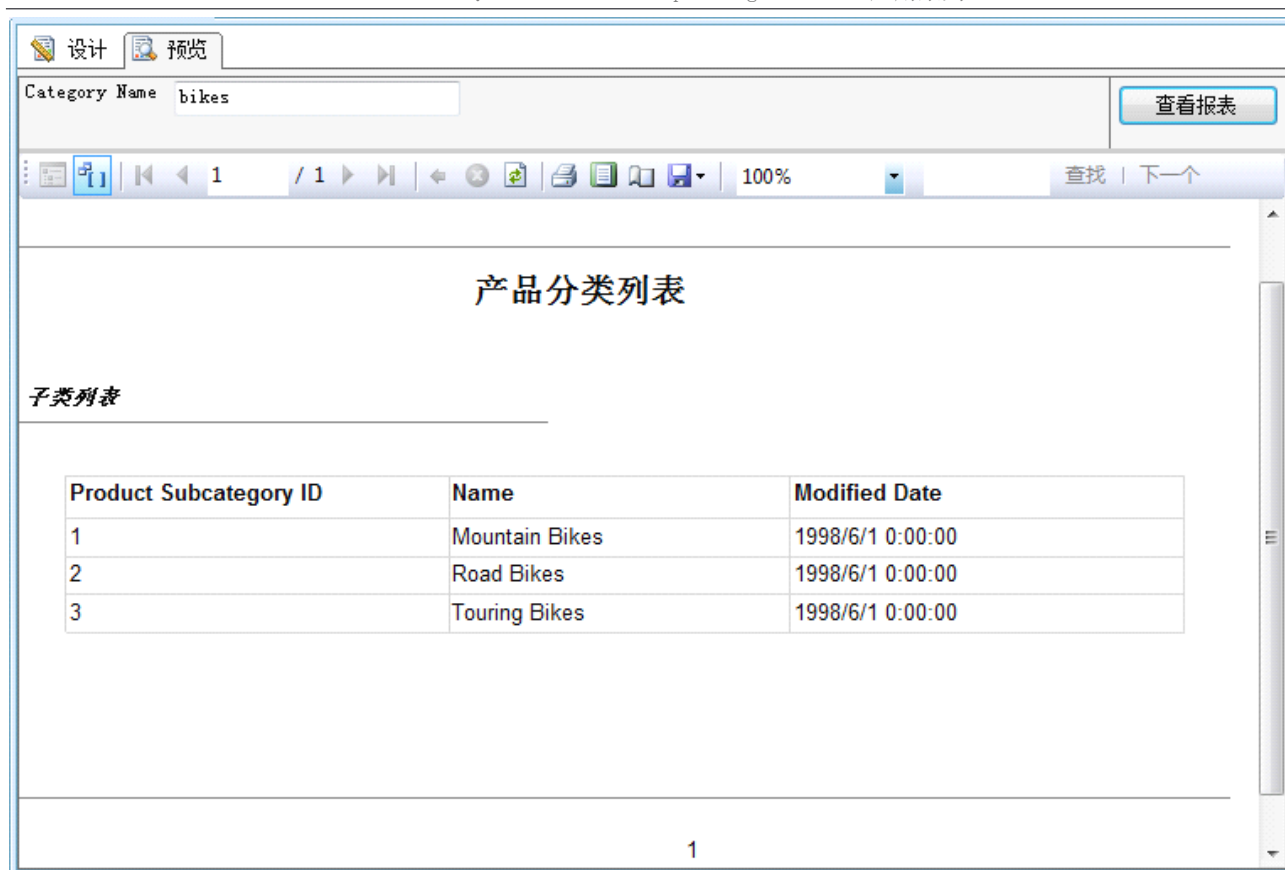 设计 预览
Category Name bikes 查看报表
1 / 1 100% 查找 | 下一个
产品分类列表
子类列表
Product Subcategory ID Name Modified Date
1 Mountain Bikes 1998/6/1 0:00:00
2 Road Bikes 1998/6/1 0:00:00
3 Touring Bikes 1998/6/1 0:00:00
1